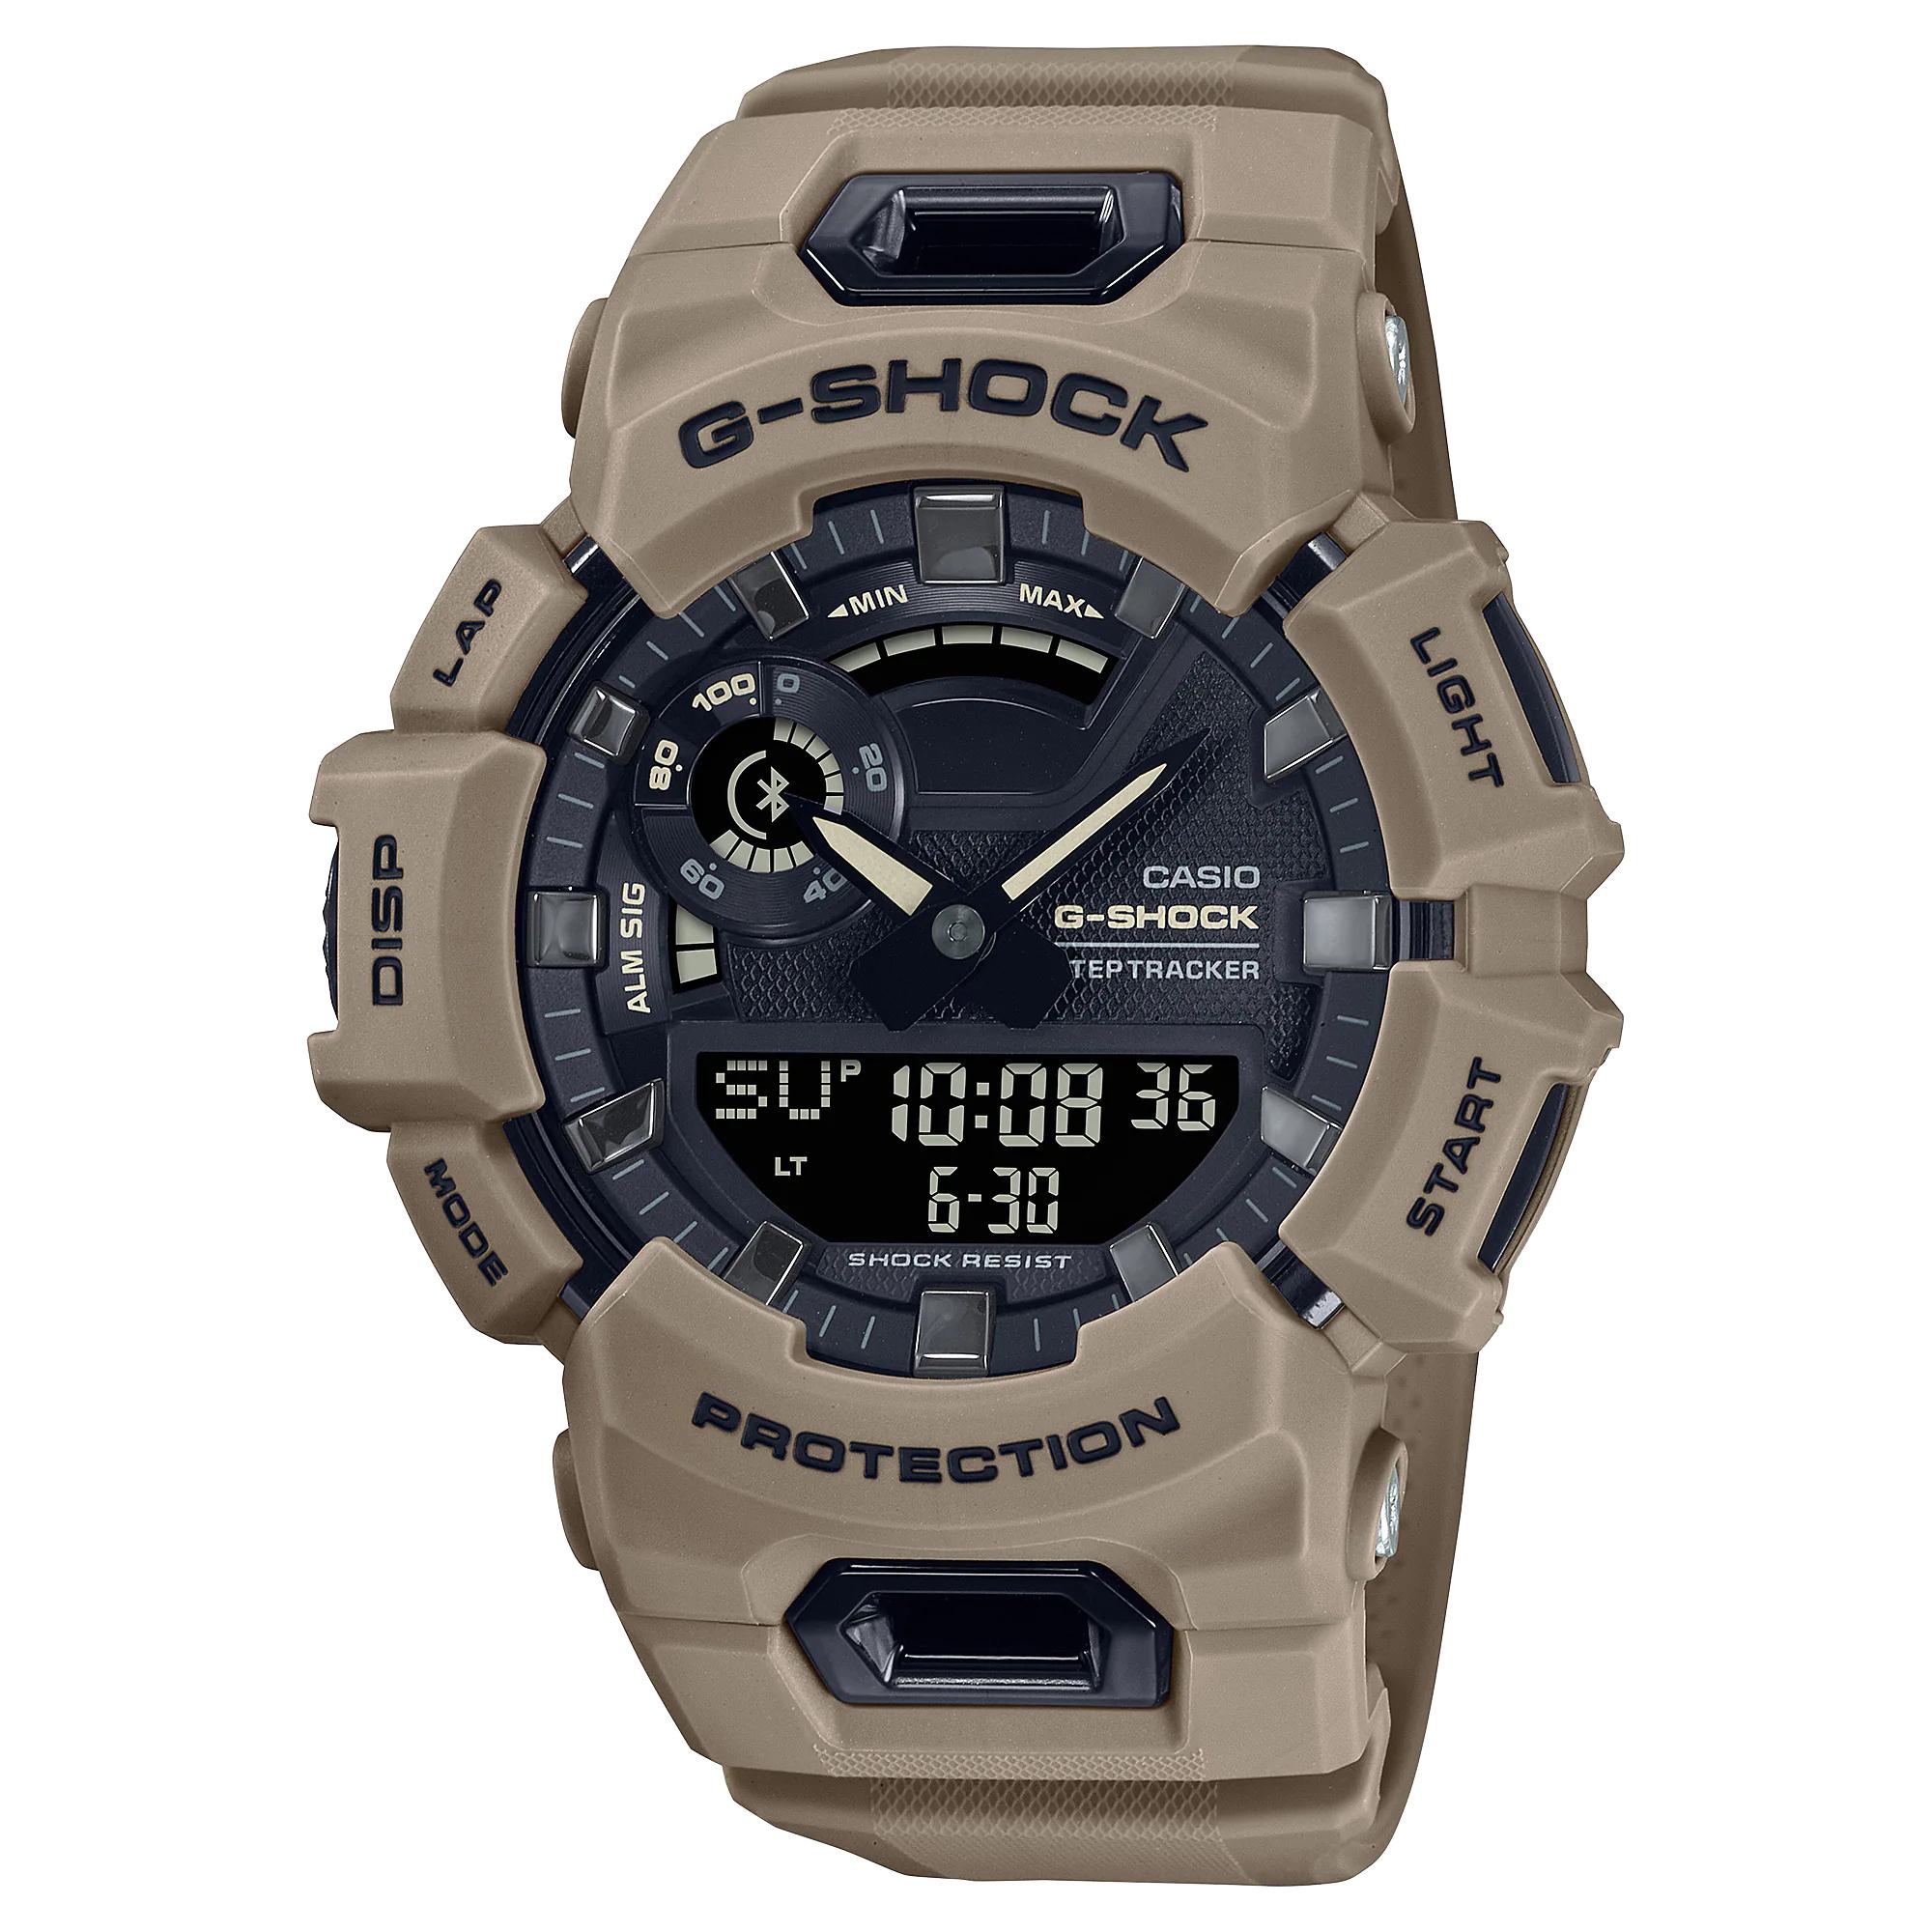 G-SHOCK
LAP
LIGHT
◀MIN MAX▶
100 0
80 20
60 40
DISP
ALM SIG
CASIO
G-SHOCK
TEPTRACKER
SU P 10:08 36
LT
6-30
MODE
START
SHOCK RESIST
PROTECTION